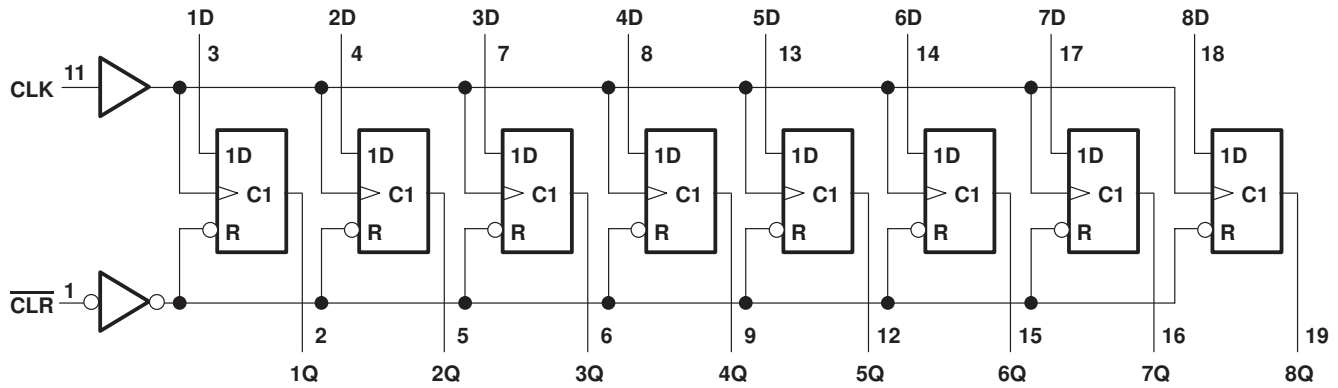 1D 2D 3D 4D 5D 6D 7D 8D
3 4 7 8 13 14 17 18
CLK 11
1D 1D 1D 1D 1D 1D 1D 1D
C1 C1 C1 C1 C1 C1 C1 C1
R R R R R R R R
CLR 1
2 5 6 9 12 15 16 19
1Q 2Q 3Q 4Q 5Q 6Q 7Q 8Q